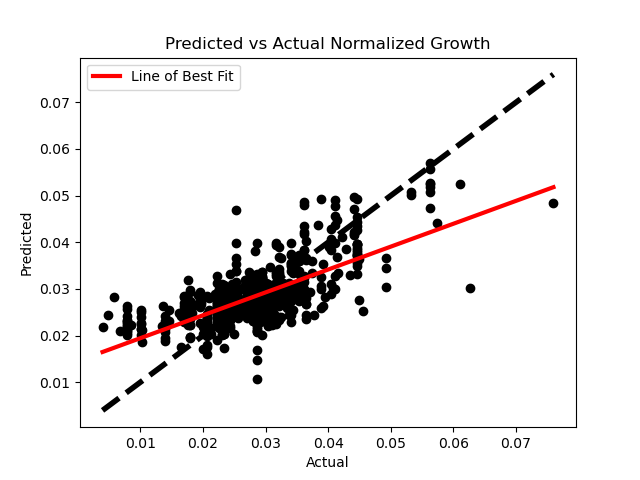 Predicted vs Actual Normalized Growth
Line of Best Fit
0.07
0.06
0.05
0.04
0.03
0.02
0.01
Predicted
0.01 0.02 0.03 0.04 0.05 0.06 0.07
Actual